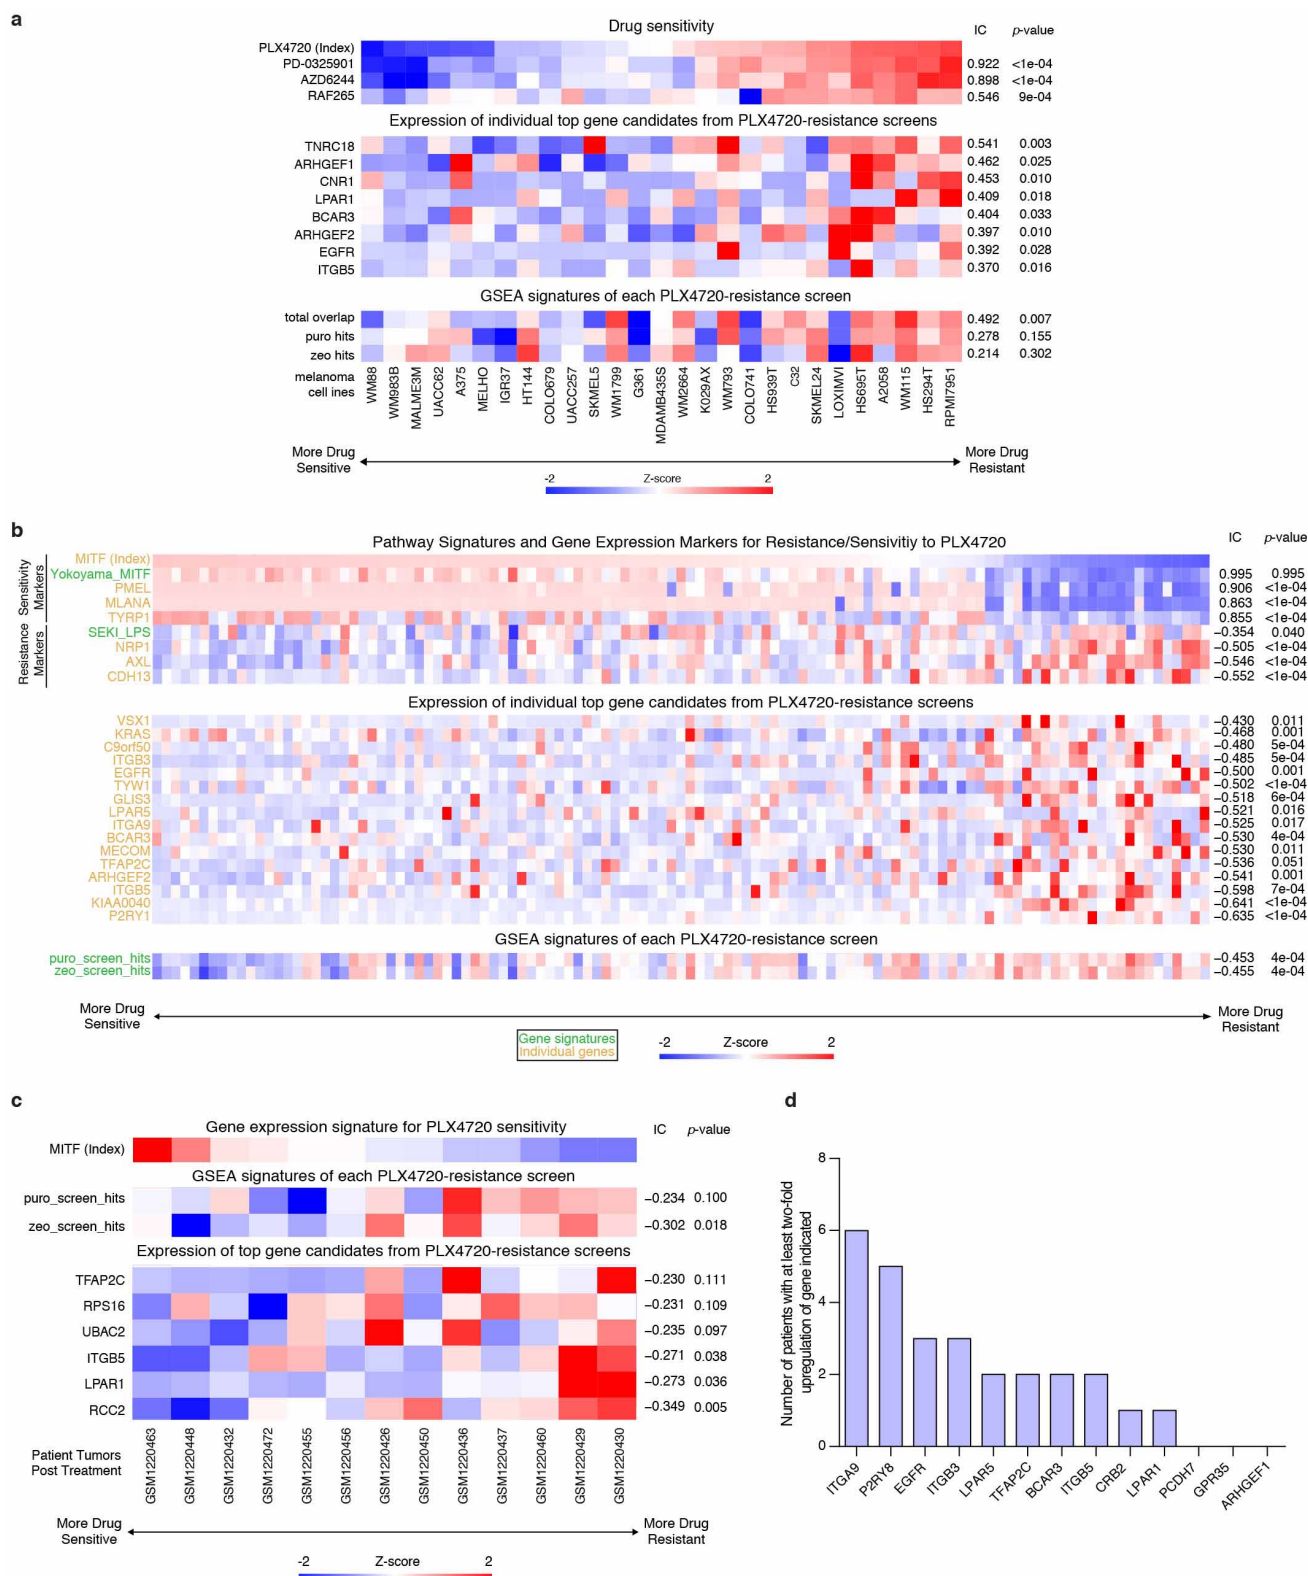 a
Drug sensitivity
IC p-value
PLX4720 (Index) 
PD-0325901 0.922 <1e-04
AZD6244 0.898 <1e-04
RAF265 0.546 9e-04
Expression of individual top gene candidates from PLX4720-resistance screens
TNRC18 0.541 0.003
ARHGEF1 0.462 0.025
CNR1 0.453 0.010
LPAR1 0.409 0.018
BCAR3 0.404 0.033
ARHGEF2 0.397 0.010
EGFR 0.392 0.028
ITGB5 0.370 0.016
GSEA signatures of each PLX4720-resistance screen
total overlap 0.492 0.007
puro hits 0.278 0.155
zeo hits 0.214 0.302
melanoma cell lines
WM88
WM983B
MALME3M
UACC62
A375
MELHO
IGR37
HT144
COLO679
UACC257
SKMEL5
WM1799
G361
MDAMB435S
WM2664
K029AX
WM793
COLO741
HS939T
C32
SKMEL24
LOXIMVI
HS695T
A2058
WM115
HS294T
RPMI7951
More Drug Sensitive
More Drug Resistant
-2 Z-score 2
b
Pathway Signatures and Gene Expression Markers for Resistance/Sensitivity to PLX4720
IC p-value
Sensitivity Markers
MITF (Index)
Yokoyama_MITF 0.995 0.995
PMEL 0.906 <1e-04
MLANA 0.863 <1e-04
TYRP1 0.855 <1e-04
Resistance Markers
SEKI_LPS −0.354 0.040
NRP1 −0.505 <1e-04
AXL −0.546 <1e-04
CDH13 −0.552 <1e-04
Expression of individual top gene candidates from PLX4720-resistance screens
VSX1 −0.430 0.011
KRAS −0.468 0.001
C9orf50 −0.480 5e-04
ITGB3 −0.485 5e-04
EGFR −0.500 0.001
TYW1 −0.502 <1e-04
GLIS3 −0.518 6e-04
LPAR5 −0.521 0.016
ITGA9 −0.525 0.017
BCAR3 −0.530 4e-04
MECOM −0.530 0.011
TFAP2C −0.536 0.051
ARHGEF2 −0.541 0.001
ITGB5 −0.598 7e-04
KIAA0040 −0.641 <1e-04
P2RY1 −0.635 <1e-04
GSEA signatures of each PLX4720-resistance screen
puro_screen_hits −0.453 4e-04
zeo_screen_hits −0.455 4e-04
More Drug Sensitive
More Drug Resistant
Gene signatures
Individual genes
-2 Z-score 2
c
Gene expression signature for PLX4720 sensitivity
IC p-value
MITF (Index)
GSEA signatures of each PLX4720-resistance screen
puro_screen_hits −0.234 0.100
zeo_screen_hits −0.302 0.018
Expression of top gene candidates from PLX4720-resistance screens
TFAP2C −0.230 0.111
RPS16 −0.231 0.109
UBAC2 −0.235 0.097
ITGB5 −0.271 0.038
LPAR1 −0.273 0.036
RCC2 −0.349 0.005
Patient Tumors
Post Treatment
GSM1220463
GSM1220448
GSM1220432
GSM1220472
GSM1220455
GSM1220456
GSM1220426
GSM1220450
GSM1220436
GSM1220437
GSM1220460
GSM1220429
GSM1220430
More Drug Sensitive
More Drug Resistant
-2 Z-score 2
d
Number of patients with at least two-fold
upregulation of gene indicated
8
6
4
2
0
ITGA9
P2RY8
EGFR
ITGB3
LPAR5
TFAP2C
BCAR3
ITGB5
CRB2
LPAR1
PCDH7
GPR35
ARHGEF1